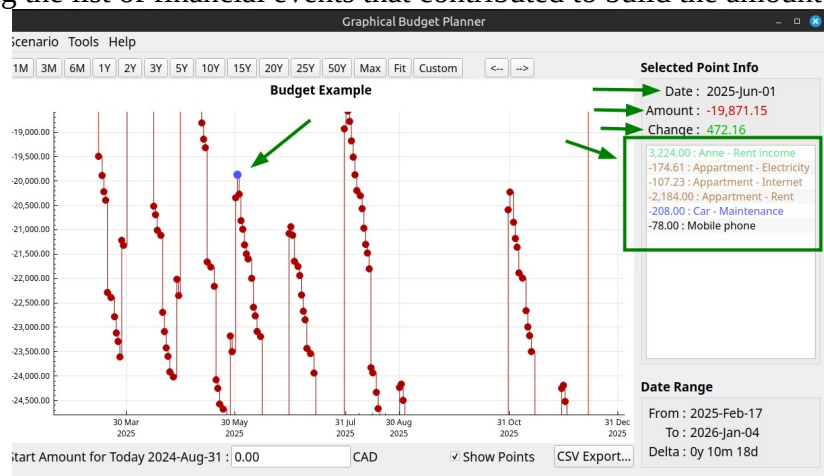 the list of financial events that contributed to build the amount
Graphical Budget Planner
Scenario Tools Help
1M 3M 6M 1Y 2Y 3Y 5Y 10Y 15Y 20Y 25Y 50Y Max Fit Custom <-- -->
Budget Example
-19,000.00
-19,500.00
-20,000.00
-20,500.00
-21,000.00
-21,500.00
-22,000.00
-22,500.00
-23,000.00
-23,500.00
-24,000.00
-24,500.00
30 Mar 30 May 31 Jul 30 Aug 31 Oct 31 Dec
2025 2025 2025 2025 2025 2025
Start Amount for Today 2024-Aug-31 : 0.00 CAD Show Points CSV Export...
Selected Point Info
Date : 2025-Jun-01
Amount : -19,871.15
Change : 472.16
3,224.00 : Anne - Rent income
-174.61 : Appartment - Electricity
-107.23 : Appartment - Internet
-2,184.00 : Appartment - Rent
-208.00 : Car - Maintenance
-78.00 : Mobile phone
Date Range
From : 2025-Feb-17
To : 2026-Jan-04
Delta : 0y 10m 18d